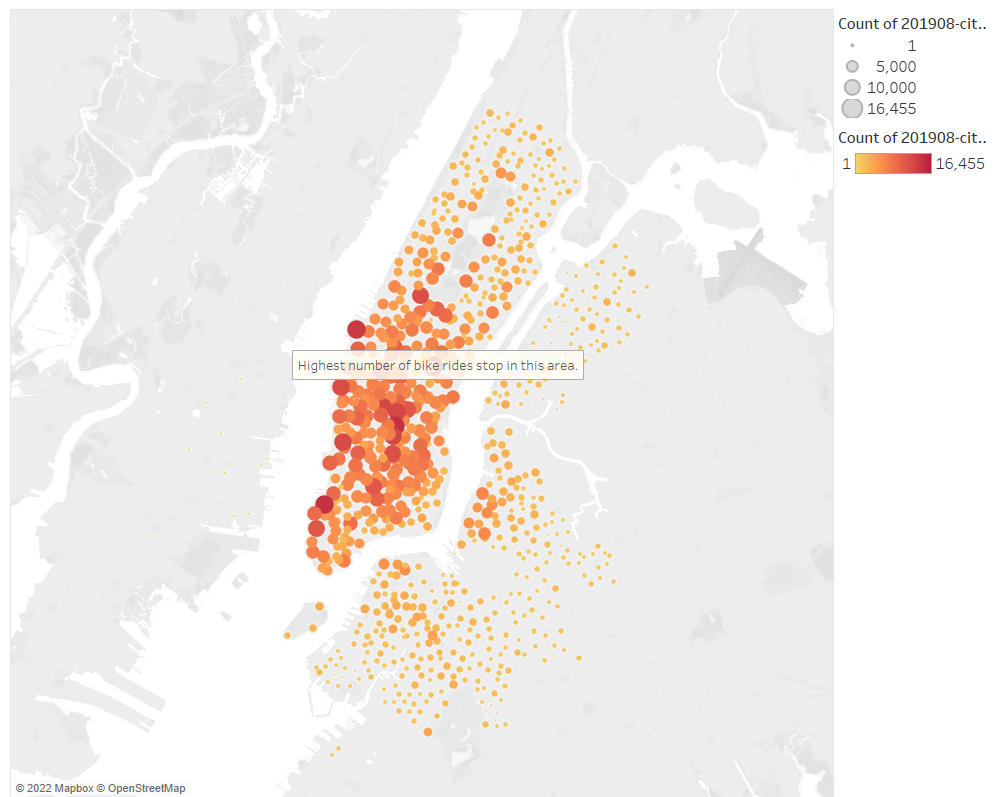 Count of 201908-cit..
1
5,000
10,000
16,455
Count of 201908-cit..
1 16,455
Highest number of bike rides stop in this area.
© 2022 Mapbox © OpenStreetMap